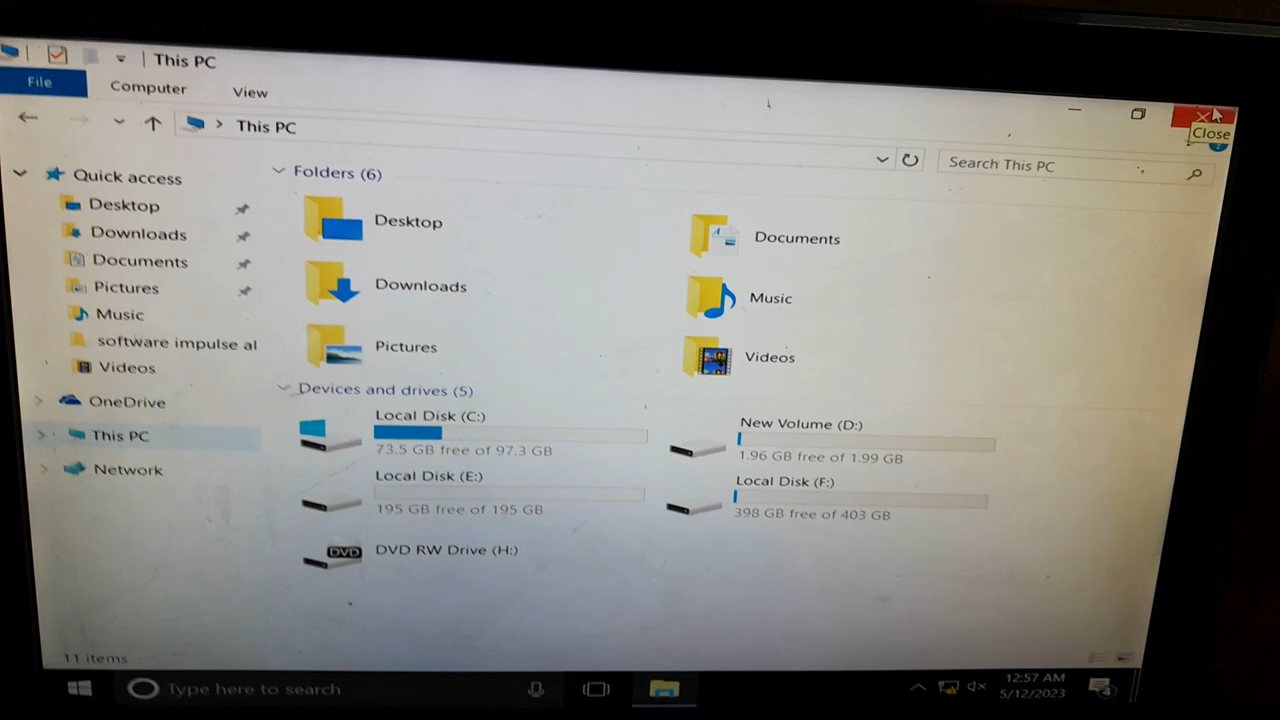 This PC
File
Computer
View
This PC
Close
Search This PC
Quick access
Desktop
Downloads
Documents
Pictures
Music
software impulse al
Videos
OneDrive
This PC
Network
Folders (6)
Desktop
Documents
Downloads
Music
Pictures
Videos
Devices and drives (5)
Local Disk (C:)
73.5 GB free of 97.3 GB
New Volume (D:)
1.96 GB free of 1.99 GB
Local Disk (E:)
195 GB free of 195 GB
Local Disk (F:)
398 GB free of 403 GB
DVD
DVD RW Drive (H:)
11 items
Type here to search
12:57 AM
5/12/2023
4